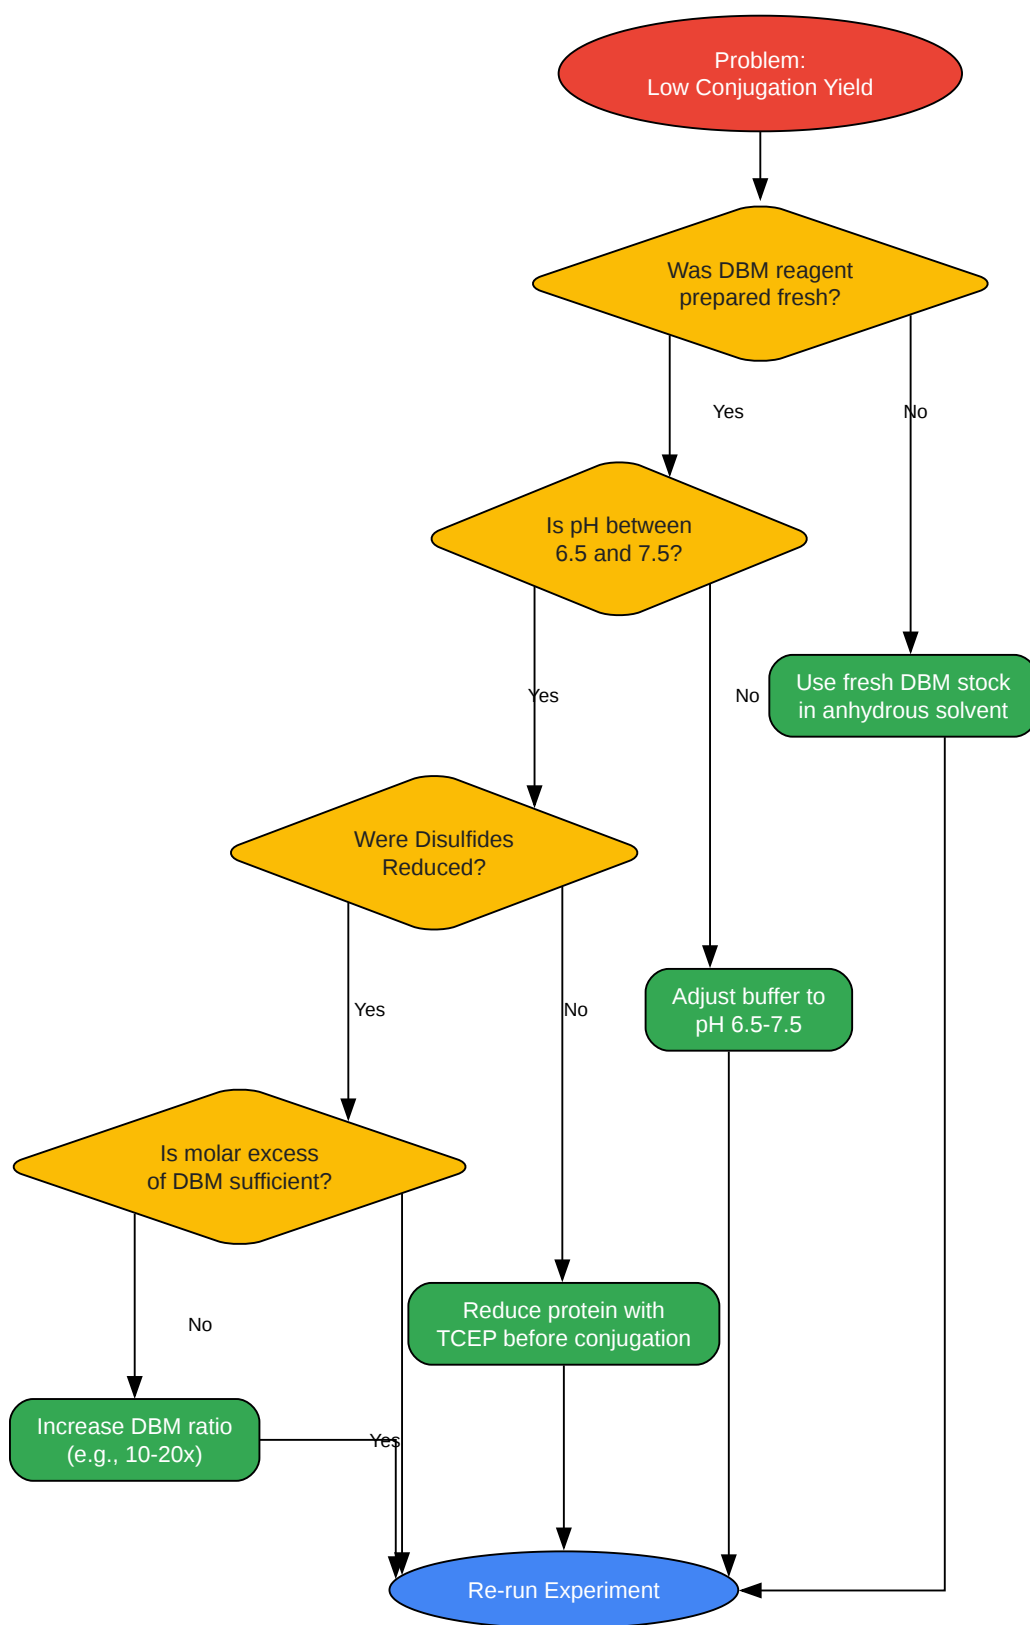 Problem:
Low Conjugation Yield
Was DBM reagent
prepared fresh?
Yes
No
Is pH between
6.5 and 7.5?
Yes
No
Use fresh DBM stock
in anhydrous solvent
Were Disulfides
Reduced?
Yes
No
Adjust buffer to
pH 6.5-7.5
Is molar excess
of DBM sufficient?
No
Reduce protein with
TCEP before conjugation
Increase DBM ratio
(e.g., 10-20x)
Yes
Re-run Experiment